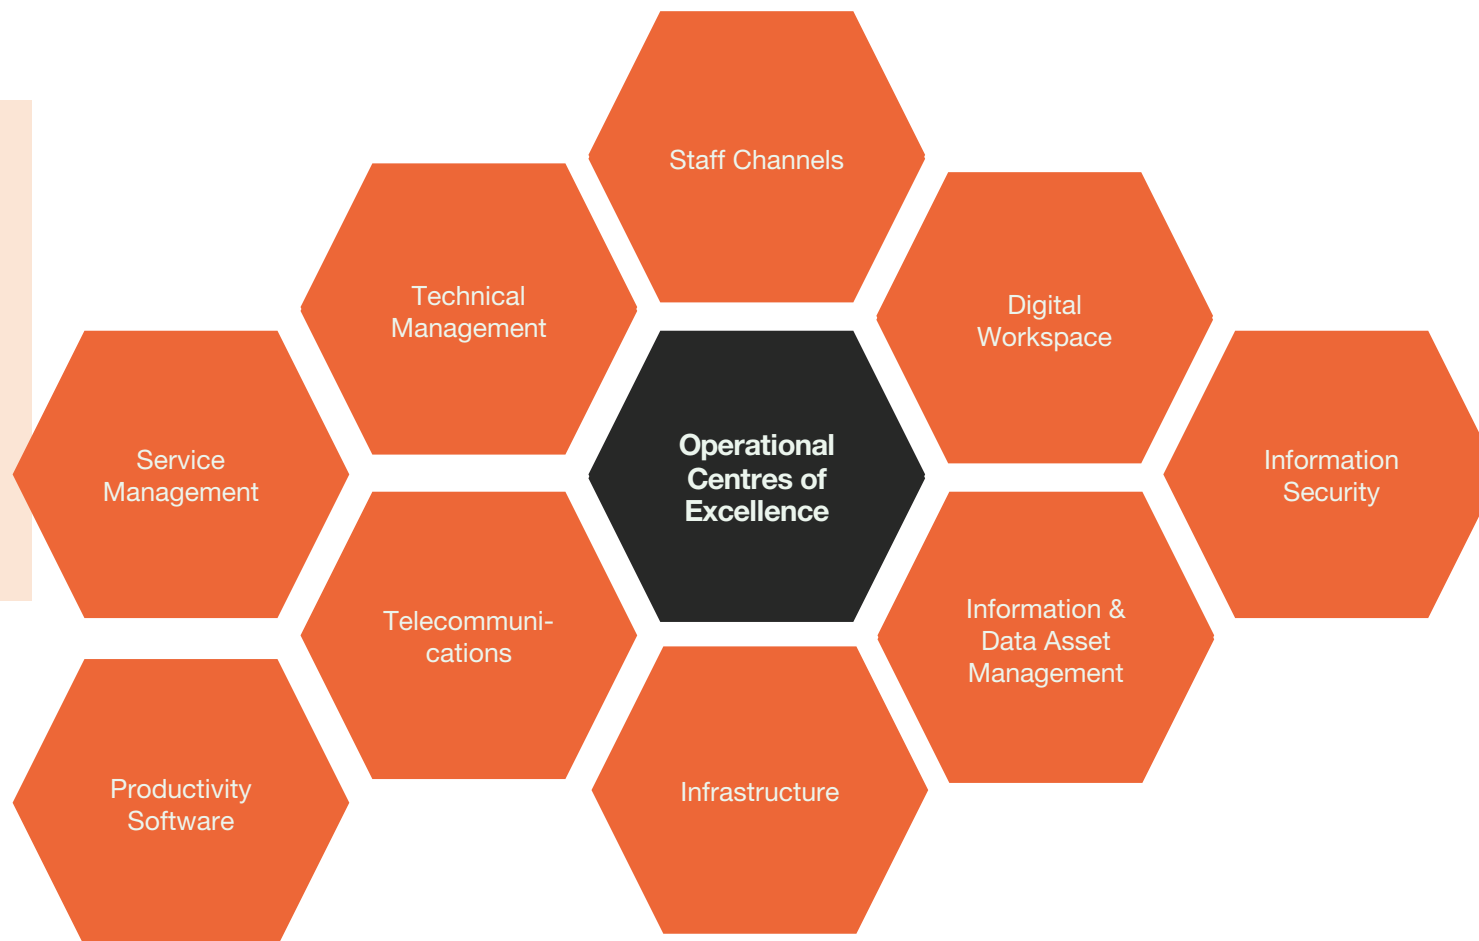 Staff Channels
Technical
Management
Digital
Workspace
Operational
Centres of
Excellence
Service
Management
Information
Security
Telecommuni-
cations
Information &
Data Asset
Management
Productivity
Software
Infrastructure